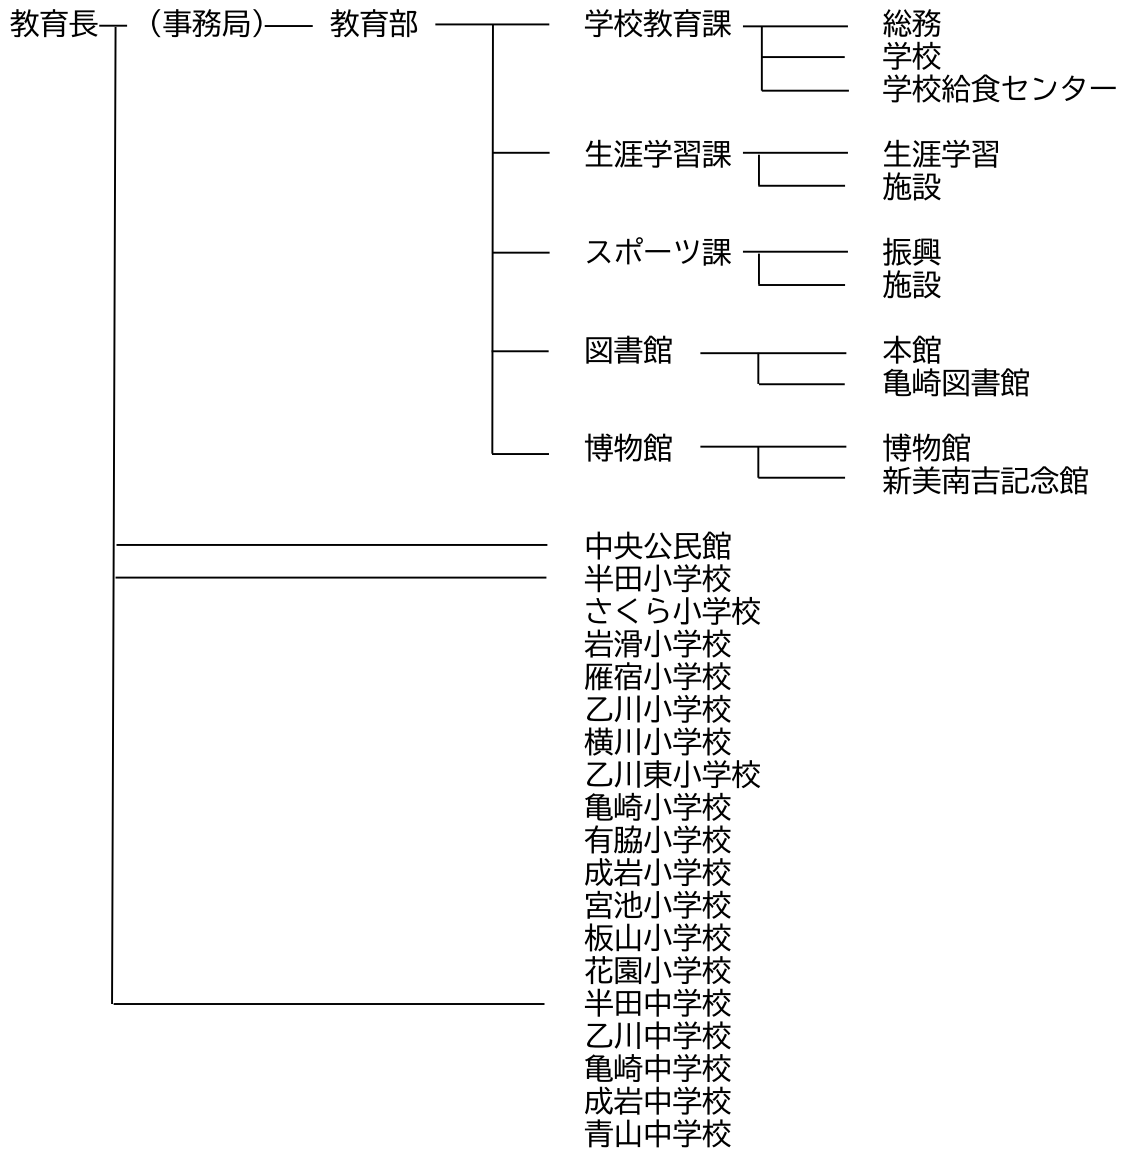 教育長 （事務局） 教育部 学校教育課 総務
学校
学校給食センター
生涯学習課 生涯学習
施設
スポーツ課 振興
施設
図書館 本館
亀崎図書館
博物館 博物館
新美南吉記念館
中央公民館
半田小学校
さくら小学校
岩滑小学校
雁宿小学校
乙川小学校
横川小学校
乙川東小学校
亀崎小学校
有脇小学校
成岩小学校
宮池小学校
板山小学校
花園小学校
半田中学校
乙川中学校
亀崎中学校
成岩中学校
青山中学校